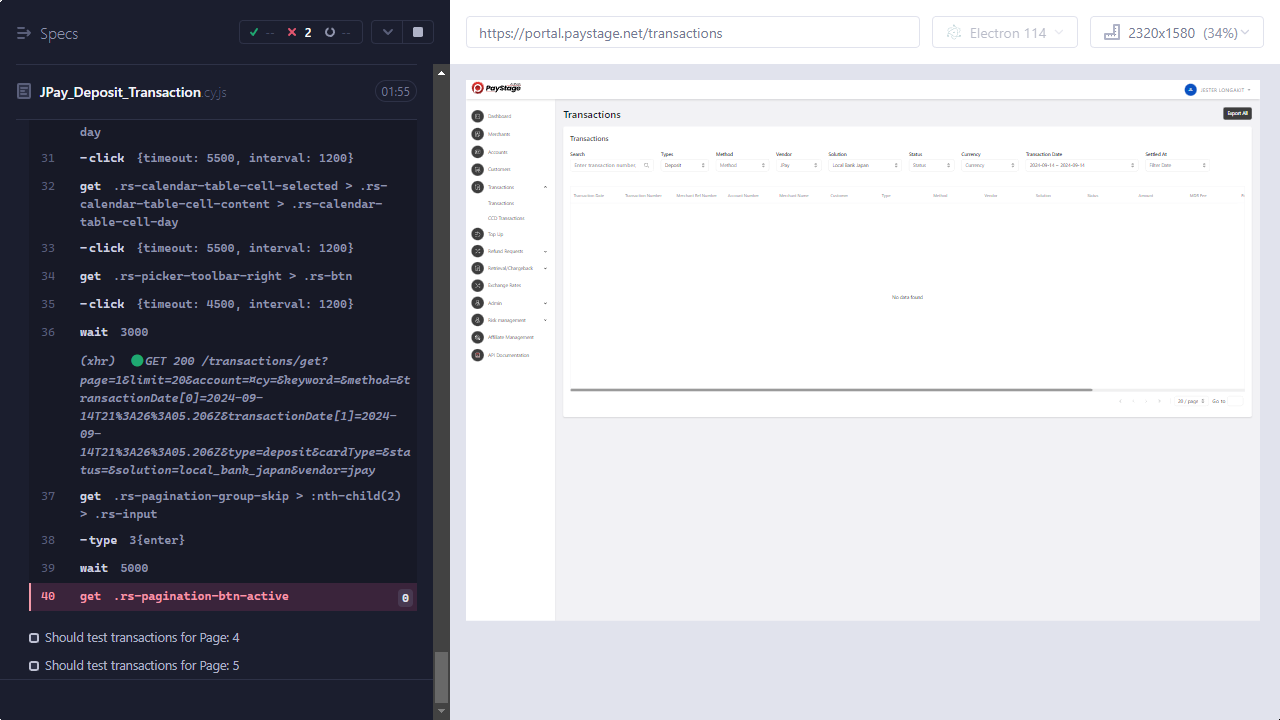 Specs
-- 2 --
JPay_Deposit_Transaction.cy.js 01:55
day
31 -click {timeout: 5500, interval: 1200}
32 get .rs-calendar-table-cell-selected > .rs-
calendar-table-cell-content > .rs-calendar-
table-cell-day
33 -click {timeout: 5500, interval: 1200}
34 get .rs-picker-toolbar-right > .rs-btn
35 -click {timeout: 4500, interval: 1200}
36 wait 3000
(xhr) GET 200 /transactions/get?
page=1&limit=20&account=¤cy=&keyword=&method=&t
ransactionDate[0]=2024-09-
14T21%3A26%3A05.206Z&transactionDate[1]=2024-
09-
14T21%3A26%3A05.206Z&type=deposit&cardType=&sta
tus=&solution=local_bank_japan&vendor=jpay
37 get .rs-pagination-group-skip > :nth-child(2)
> .rs-input
38 -type 3{enter}
39 wait 5000
40 get .rs-pagination-btn-active 0
Should test transactions for Page: 4
Should test transactions for Page: 5
https://portal.paystage.net/transactions
Electron 114
2320x1580 (34%)
PayStage
JESTER LONGAKIT
Dashboard
Merchants
Accounts
Customers
Transactions
Transactions
CCD Transactions
Top Up
Refund Requests
Retrieval/Chargeback
Exchange Rates
Admin
Risk management
Affiliate Management
API Documentation
Transactions
Export All
Transactions
Search Types Method Vendor Solution Status Currency Transaction Date Settled At
Enter transaction number, Deposit Method JPay Local Bank Japan Status Currency 2024-09-14 ~ 2024-09-14 Filter Date
Transaction Date Transaction Number Merchant Ref Number Account Number Merchant Name Customer Type Method Vendor Solution Status Amount MDR Fee
No data found
20 / page Go to